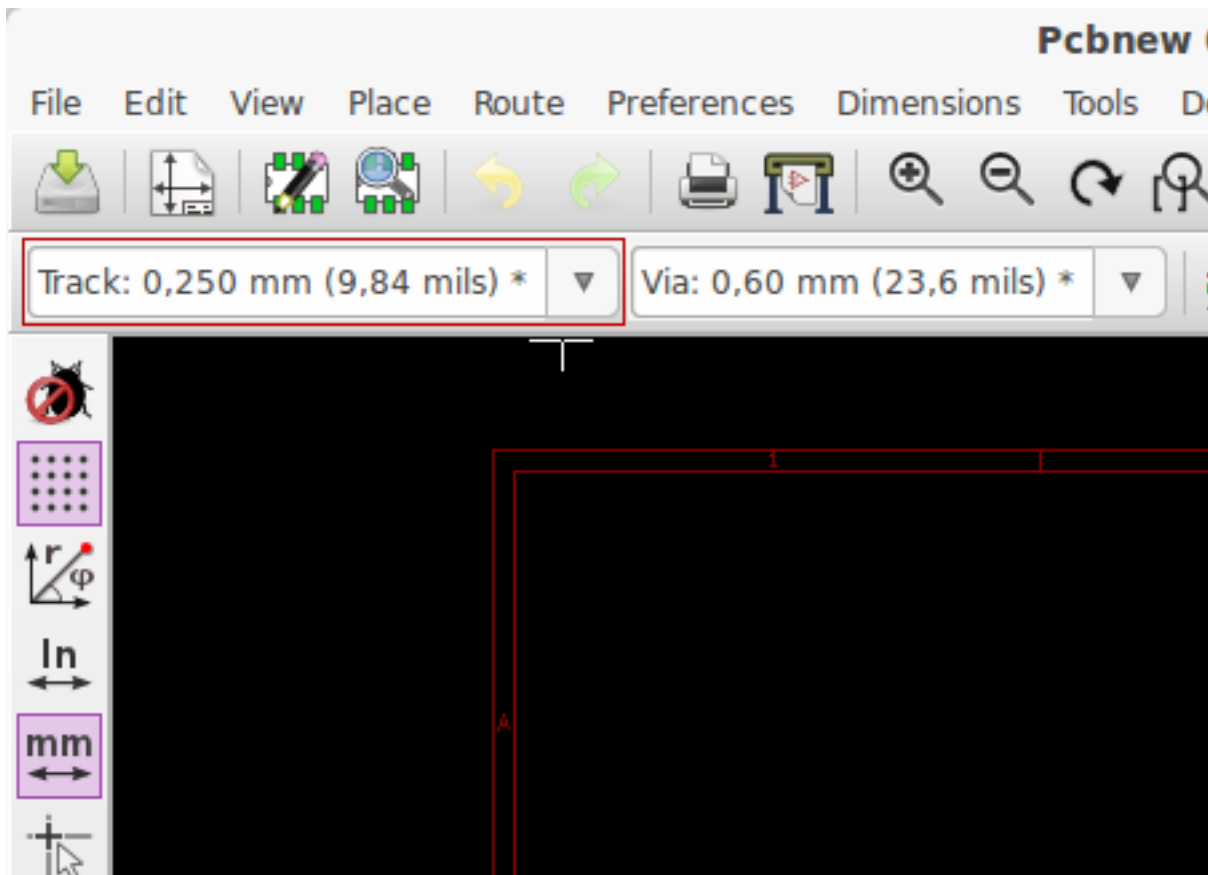 Pcbnew
File Edit View Place Route Preferences Dimensions Tools
Track: 0,250 mm (9,84 mils) * Via: 0,60 mm (23,6 mils) *
1
r
φ
In
A
mm